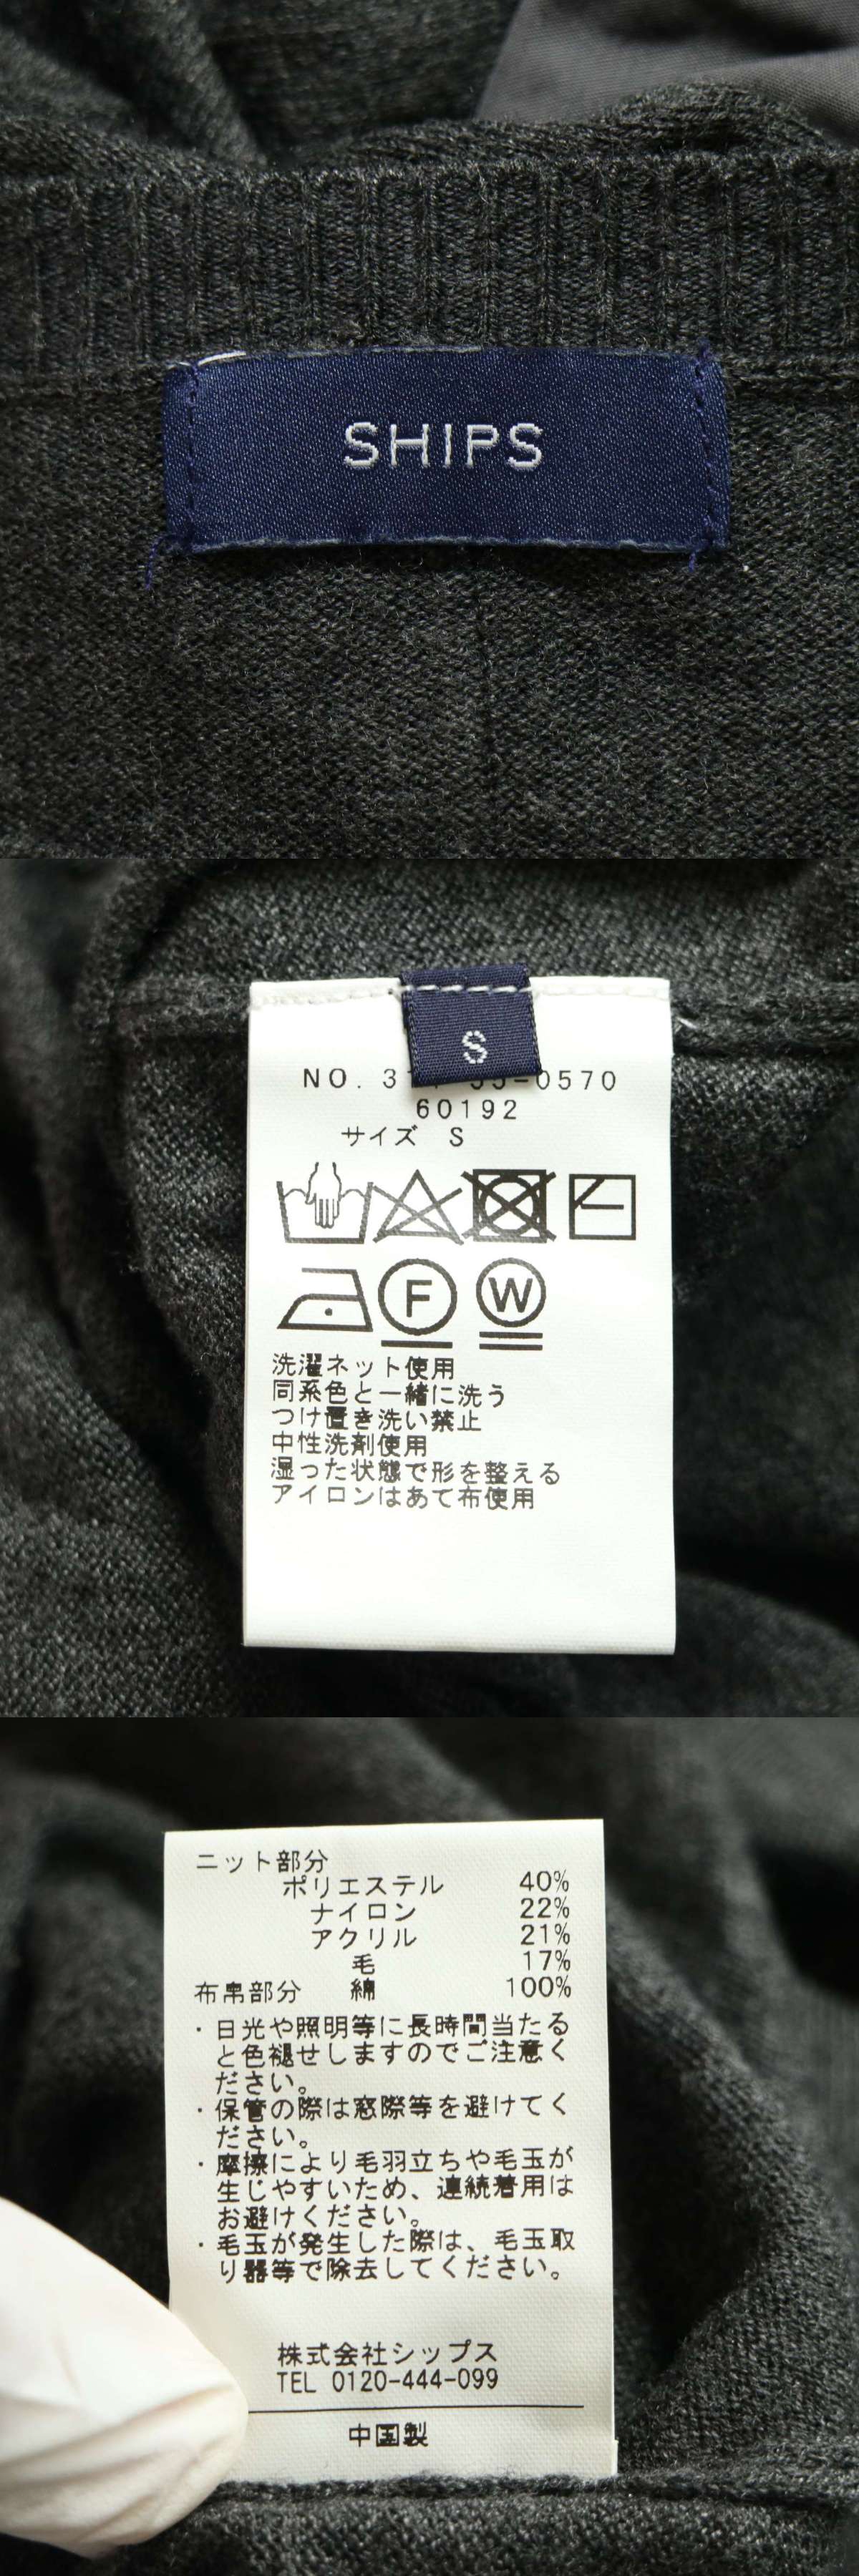 SHIPS
S
NO. 31 -0570
60192
サイズ S
F W
洗濯ネット使用
同系色と一緒に洗う
つけ置き洗い禁止
中性洗剤使用
湿った状態で形を整える
アイロンはあて布使用
ニット部分
ポリエステル 40%
ナイロン 22%
アクリル 21%
毛 17%
布帛部分 綿 100%
・日光や照明等に長時間当たる
と色褪せしますのでご注意く
ださい。
・保管の際は窓際等を避けてく
ださい。
・摩擦により毛羽立ちや毛玉が
生じやすいため、連続着用は
お避けください。
・毛玉が発生した際は、毛玉取
り器等で除去してください。
株式会社シップス
TEL 0120-444-099
中国製